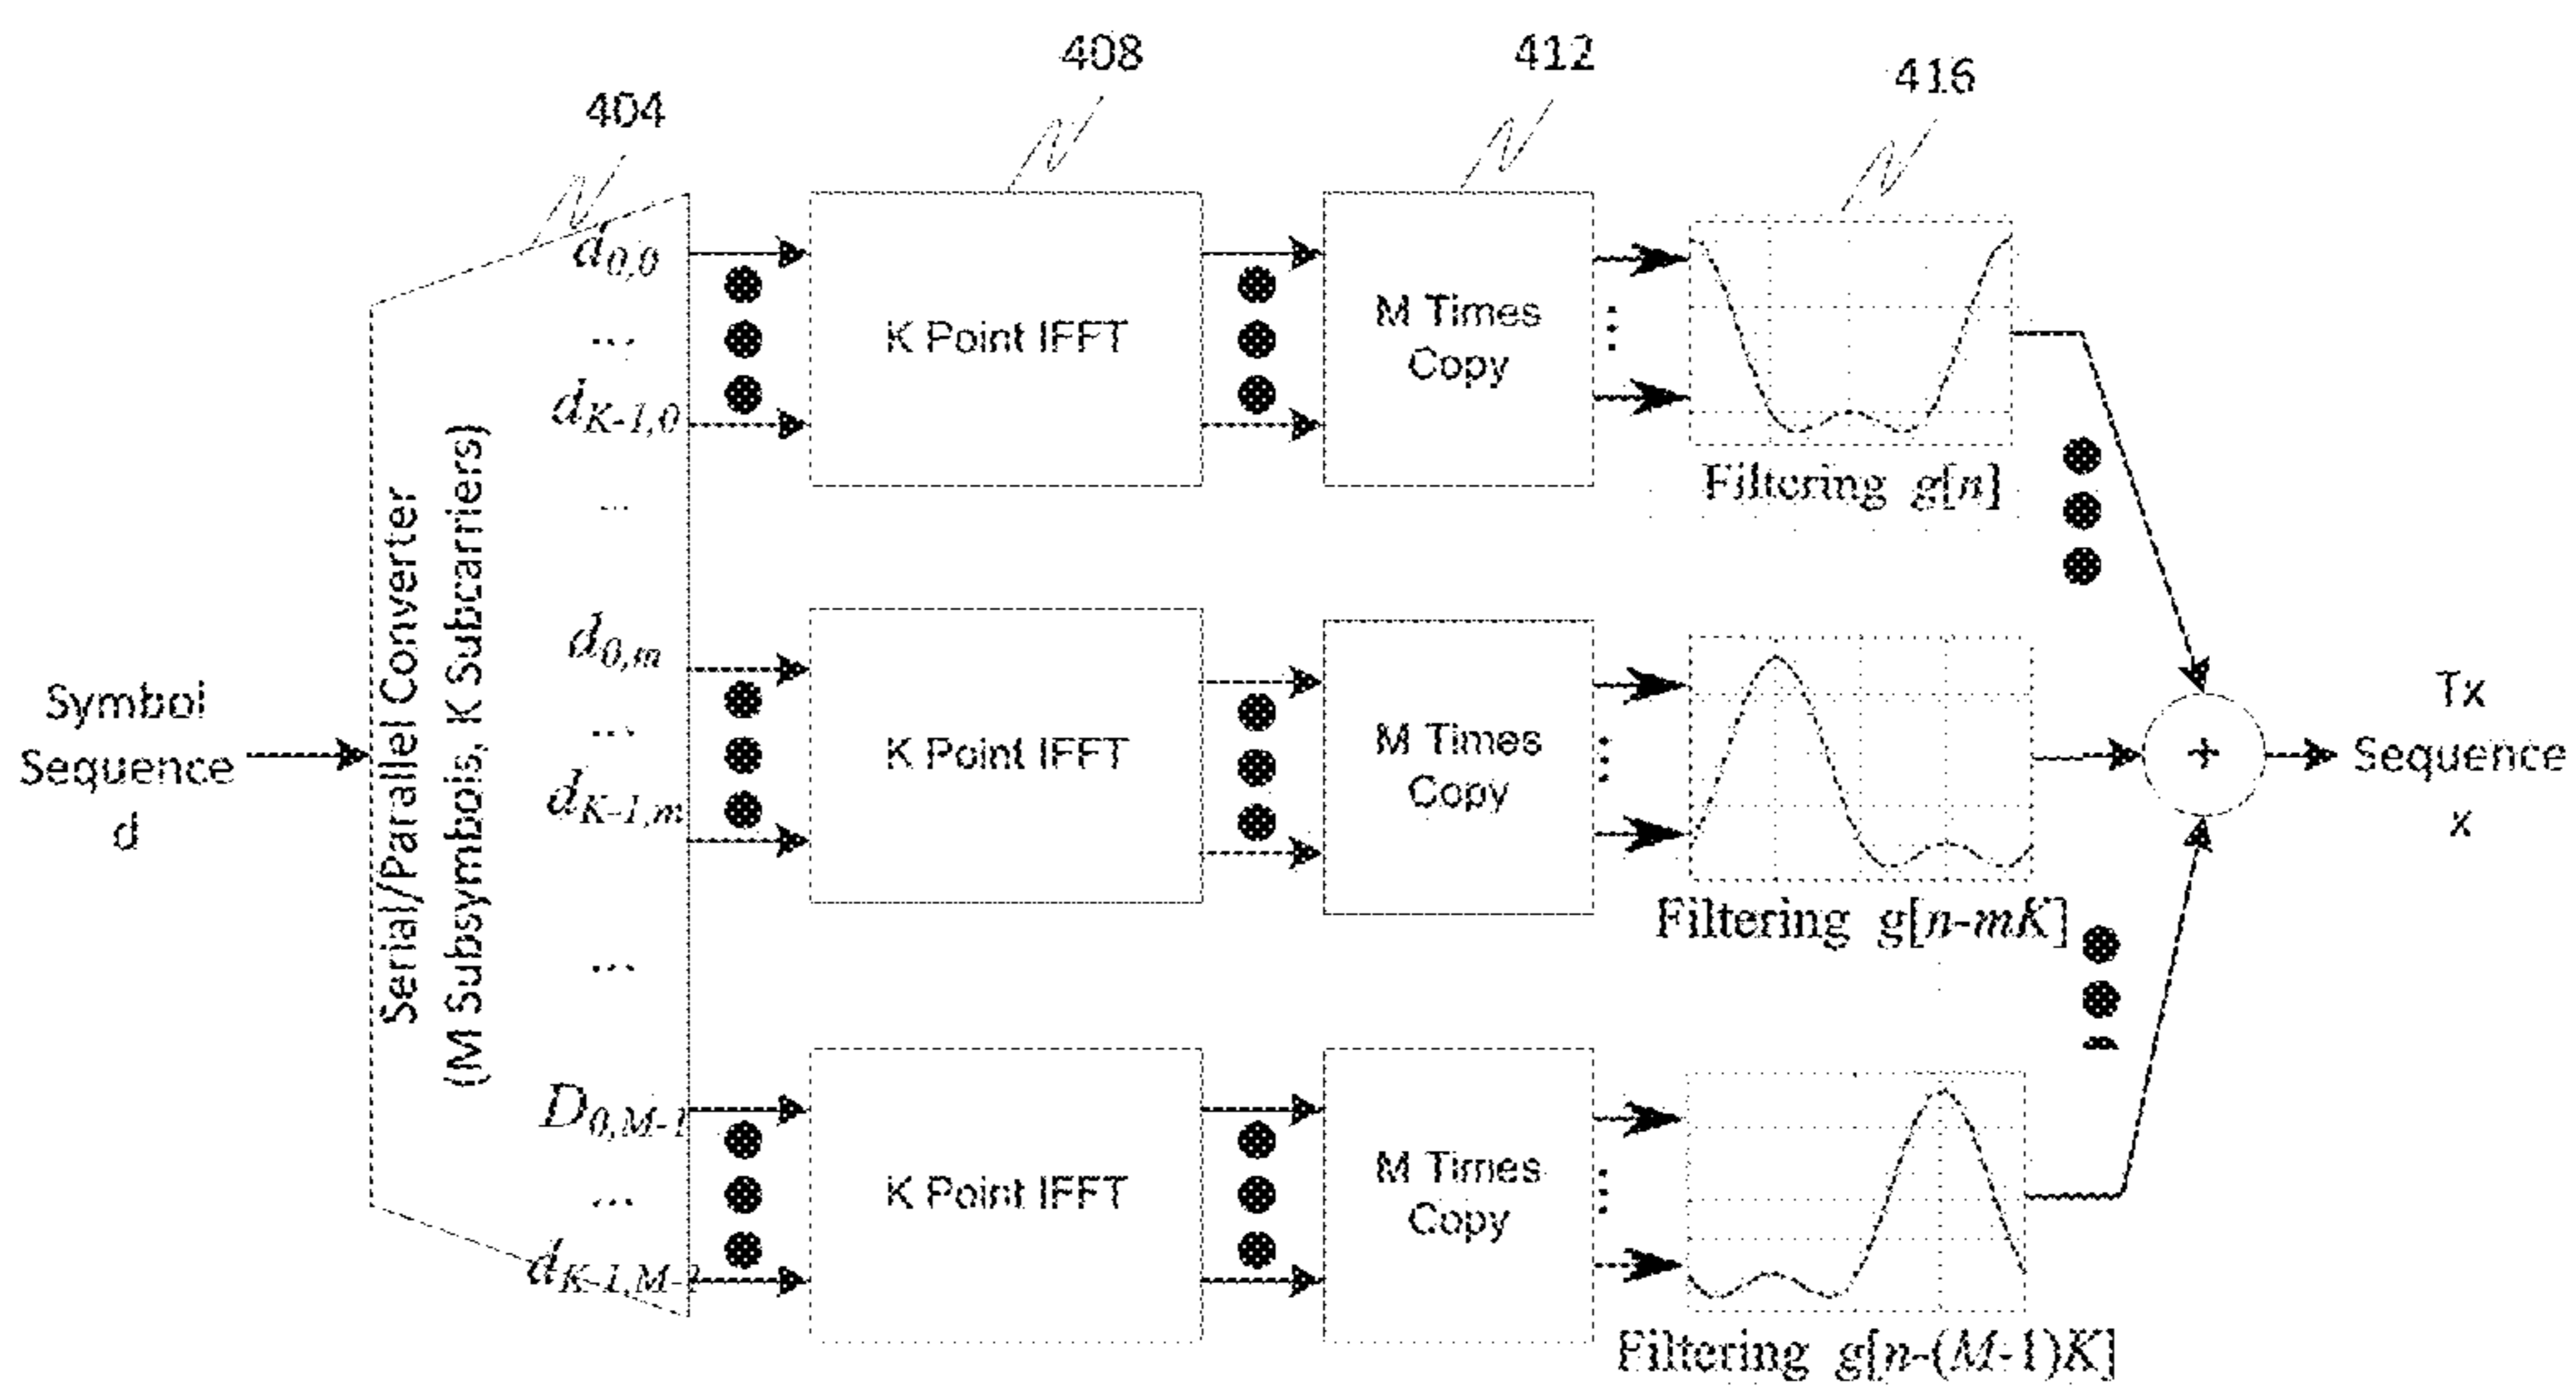 404
408
412
416
Symbol
Sequence
d
Serial/Parallel Converter
(M Subsymbols, K Subcarriers)
d0,0
...
dK-1,0
...
d0,m
...
dK-1,m
...
D0,M-1
...
K Point IFFT
M Times
Copy
Filtering g[n]
K Point IFFT
M Times
Copy
Filtering g[n-mK]
K Point IFFT
M Times
Copy
Filtering g[n-(M-1)K]
+
Tx
Sequence
x